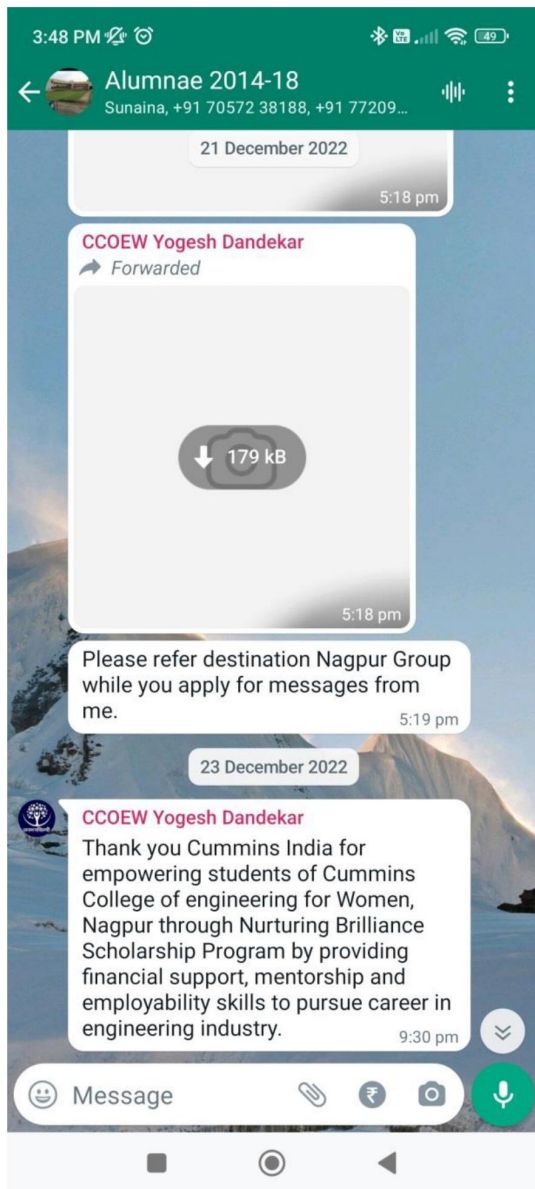 3:48 PM
Vo LTE
49
Alumnae 2014-18
Sunaina, +91 70572 38188, +91 77209...
21 December 2022
5:18 pm
CCOEW Yogesh Dandekar
Forwarded
179 kB
5:18 pm
Please refer destination Nagpur Group
while you apply for messages from
me.
5:19 pm
23 December 2022
CCOEW Yogesh Dandekar
Thank you Cummins India for
empowering students of Cummins
College of engineering for Women,
Nagpur through Nurturing Brilliance
Scholarship Program by providing
financial support, mentorship and
employability skills to pursue career in
engineering industry.
9:30 pm
Message
₹